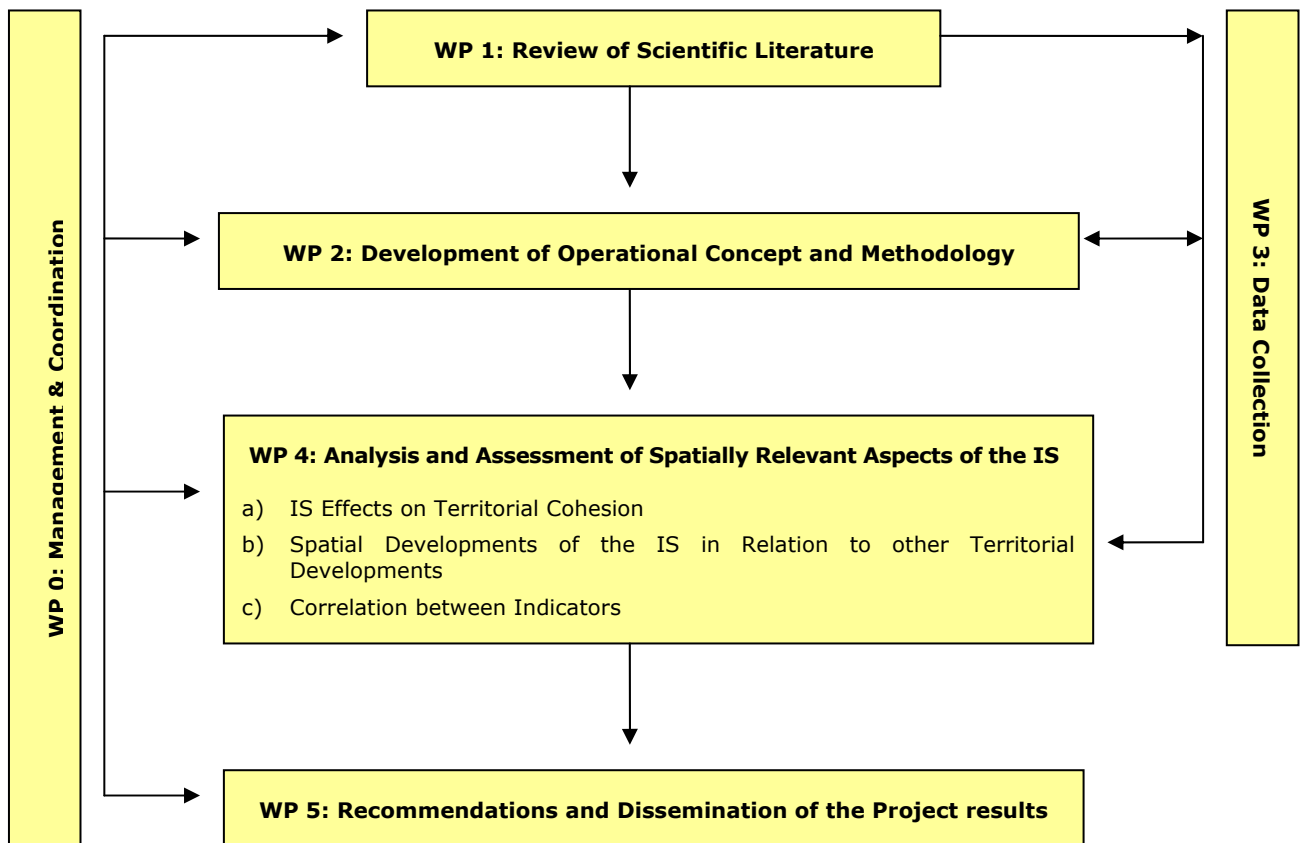 WP 1: Review of Scientific Literature
WP 0: Management & Coordination
WP 2: Development of Operational Concept and Methodology
WP 3: Data Collection
WP 4: Analysis and Assessment of Spatially Relevant Aspects of the IS
a) IS Effects on Territorial Cohesion
b) Spatial Developments of the IS in Relation to other Territorial
Developments
c) Correlation between Indicators
WP 5: Recommendations and Dissemination of the Project results